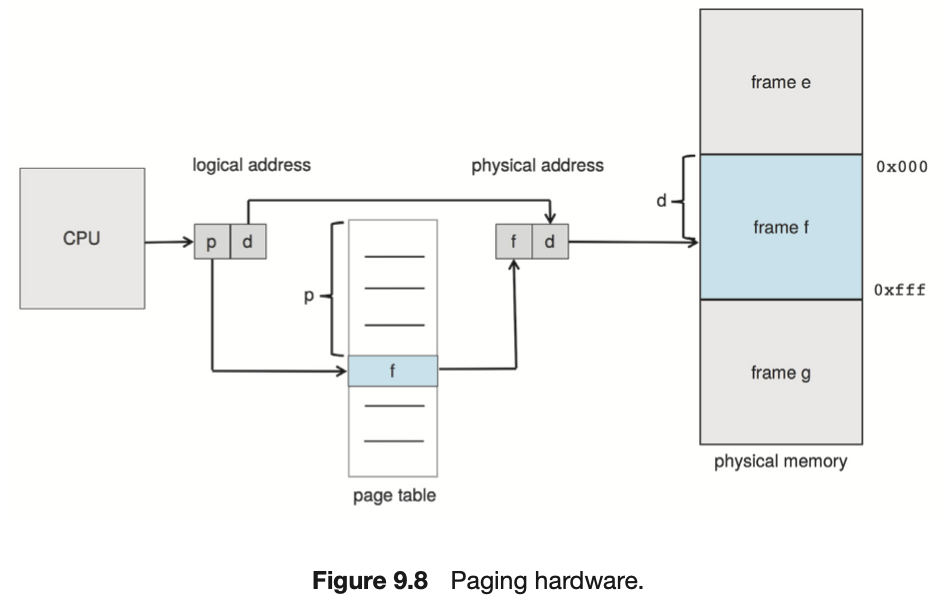 frame e
logical address
physical address
0x000
CPU
p
d
p
f
d
d
frame f
0xfff
f
frame g
physical memory
page table
Figure 9.8 Paging hardware.